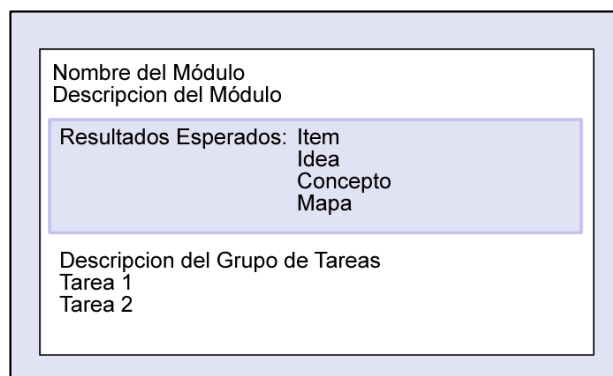 Nombre del Módulo
Descripcion del Módulo
Resultados Esperados: Item
Idea
Concepto
Mapa
Descripcion del Grupo de Tareas
Tarea 1
Tarea 2